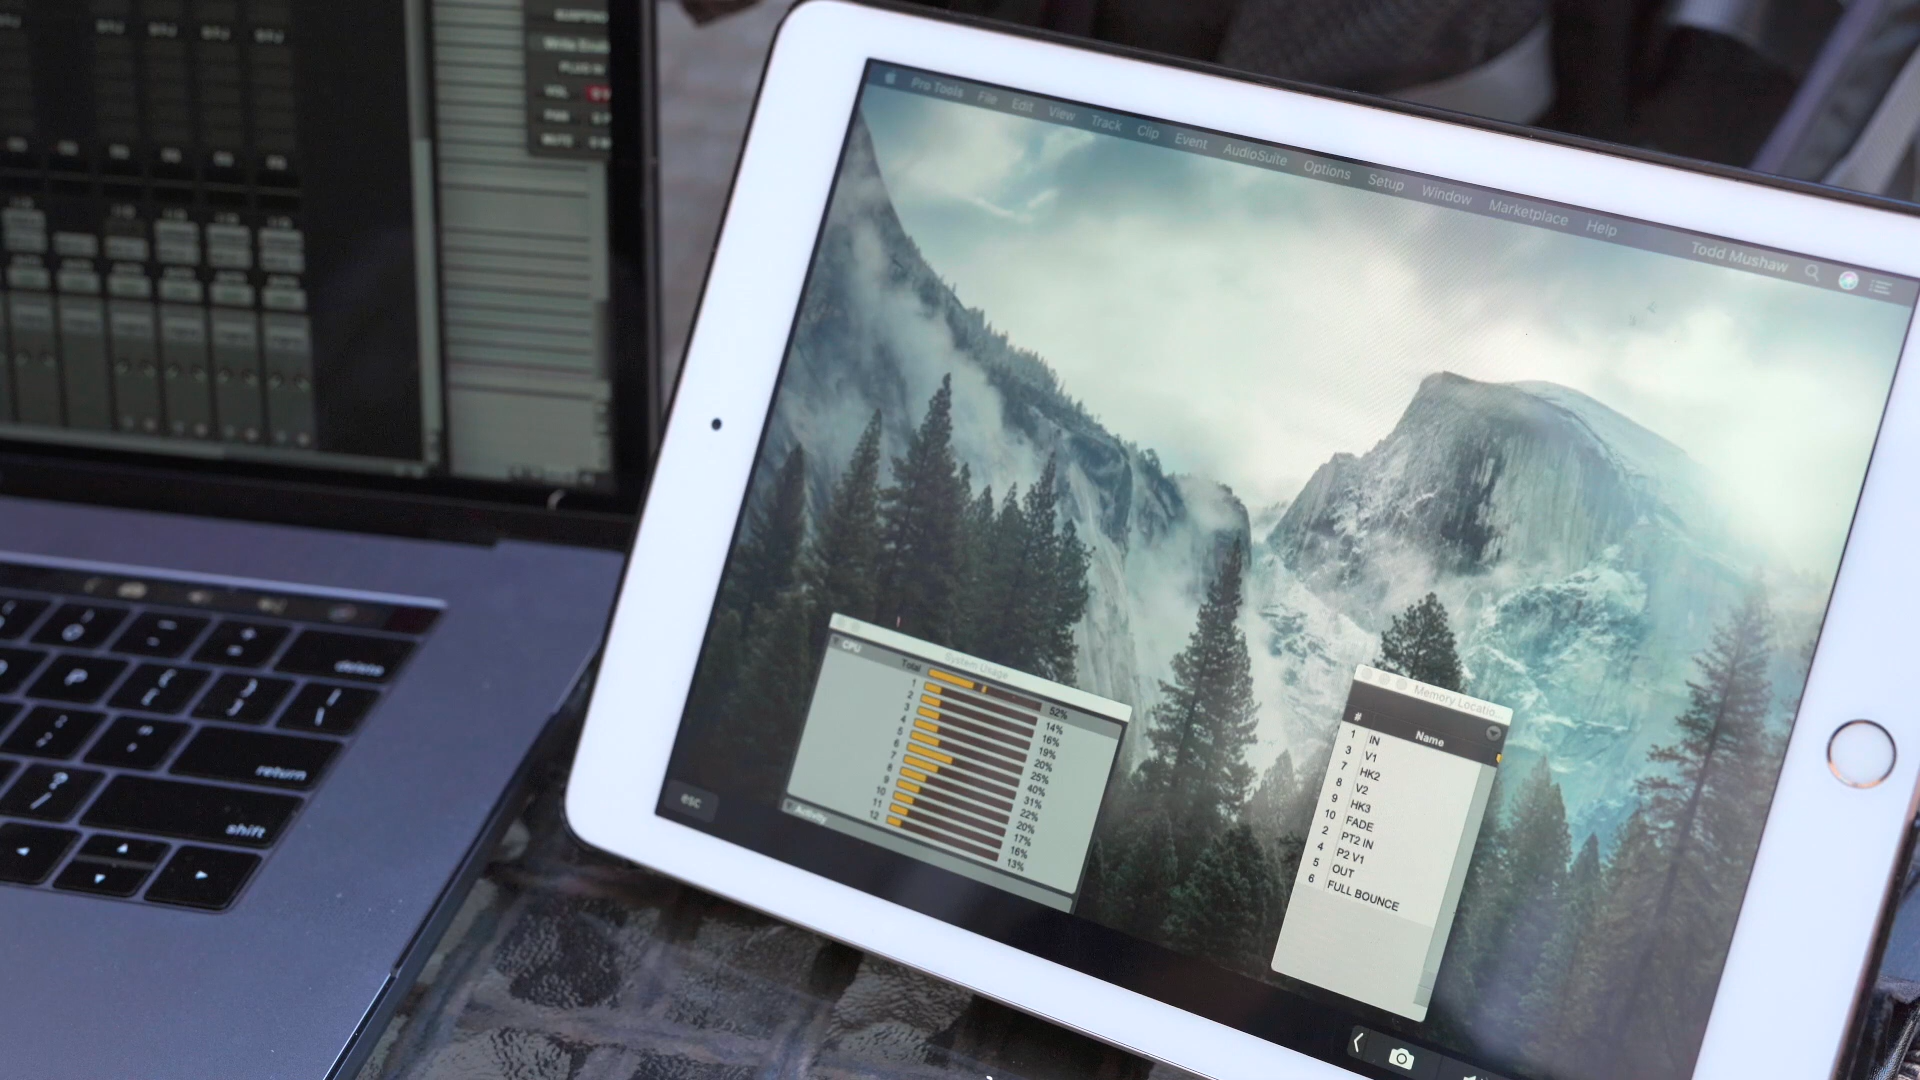 Pro Tools File Edit View Track Clip Event AudioSuite Options Setup Window Marketplace Help Todd Mushaw
System Usage
CPU
Total 52%
1 14%
2 16%
3 19%
4 20%
5 25%
6 40%
7 31%
8 22%
9 20%
10 17%
11 16%
12 13%
Activity
esc
Memory Locatio...
# Name
1 IN
3 V1
7 HK2
8 V2
9 HK3
10 FADE
2 PT2 IN
4 P2 V1
5 OUT
6 FULL BOUNCE
delete
P
return
shift